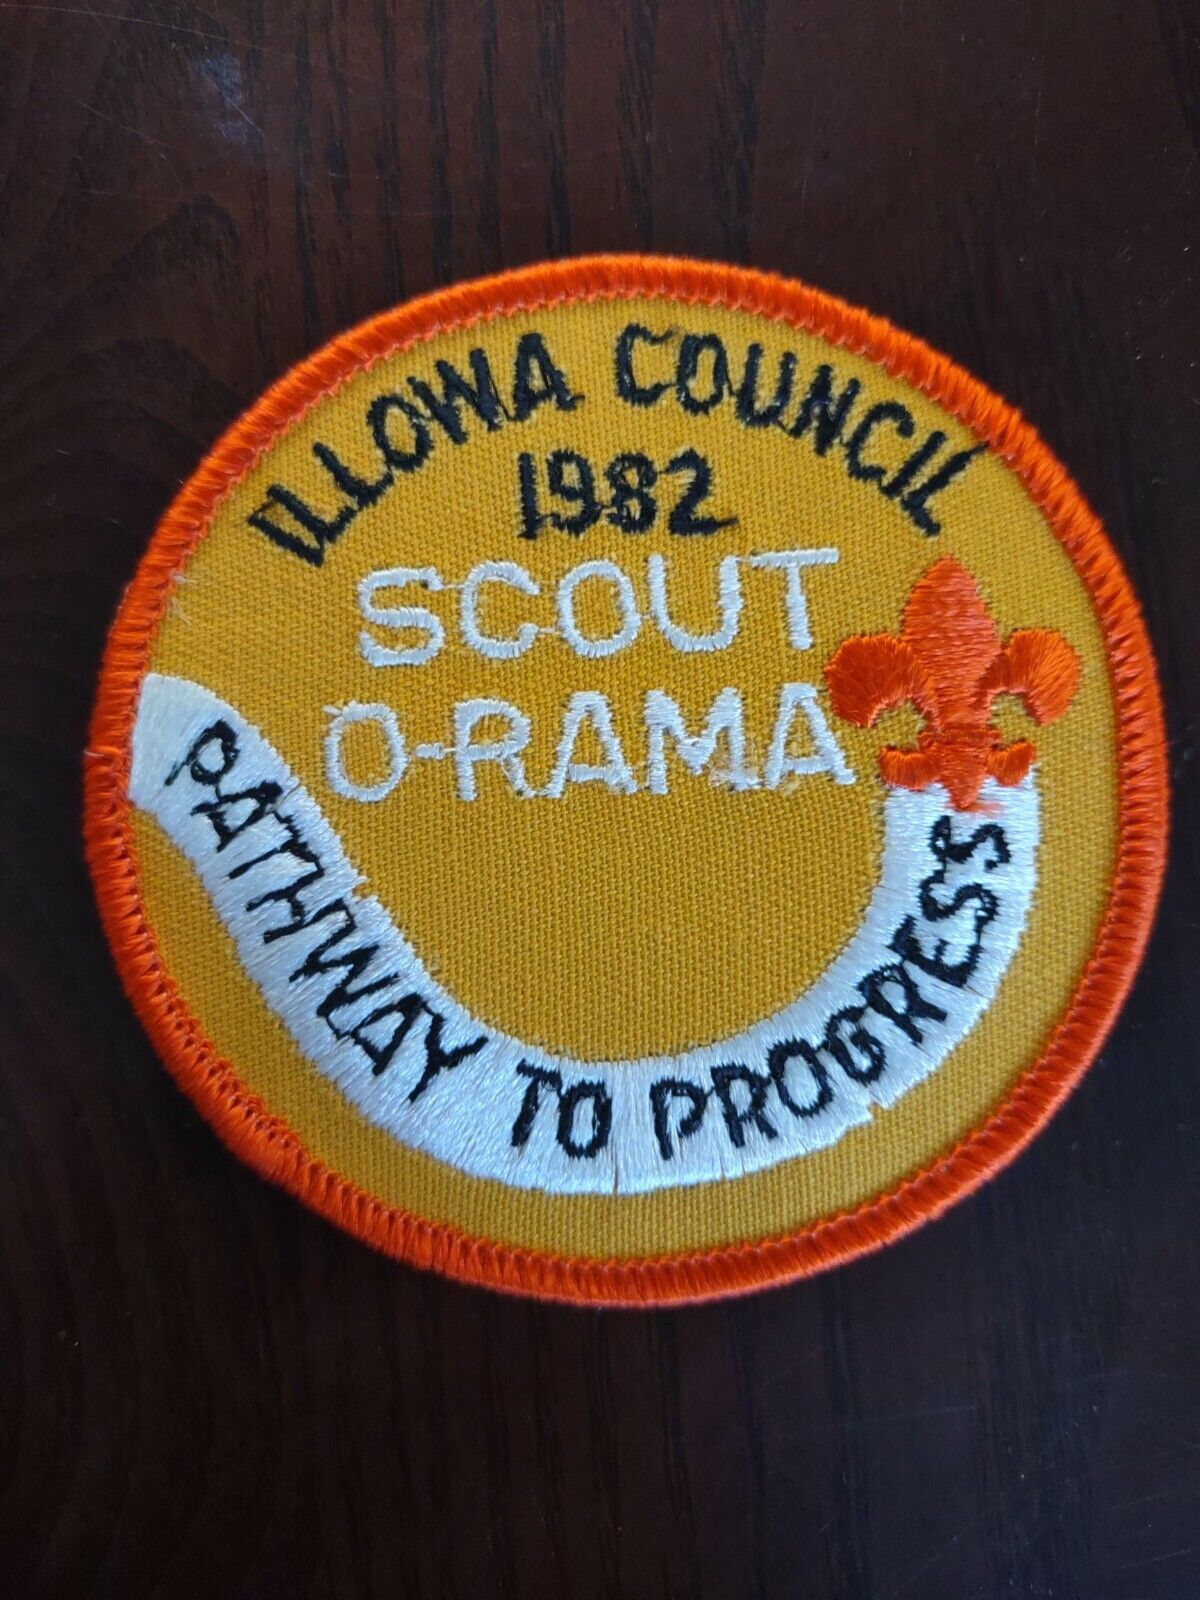 ILLOWA COUNCIL
1982
SCOUT
O-RAMA
PATHWAY TO PROGRESS